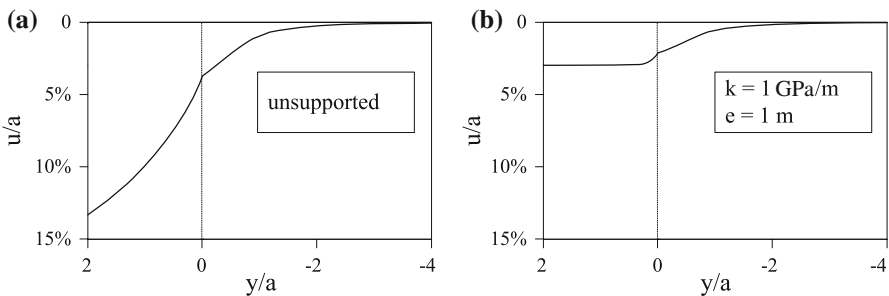 (a)
0
5%
10%
15%
u/a
unsupported
2
0
-2
-4
y/a
(b)
0
5%
10%
15%
u/a
k = 1 GPa/m
e = 1 m
2
0
-2
-4
y/a